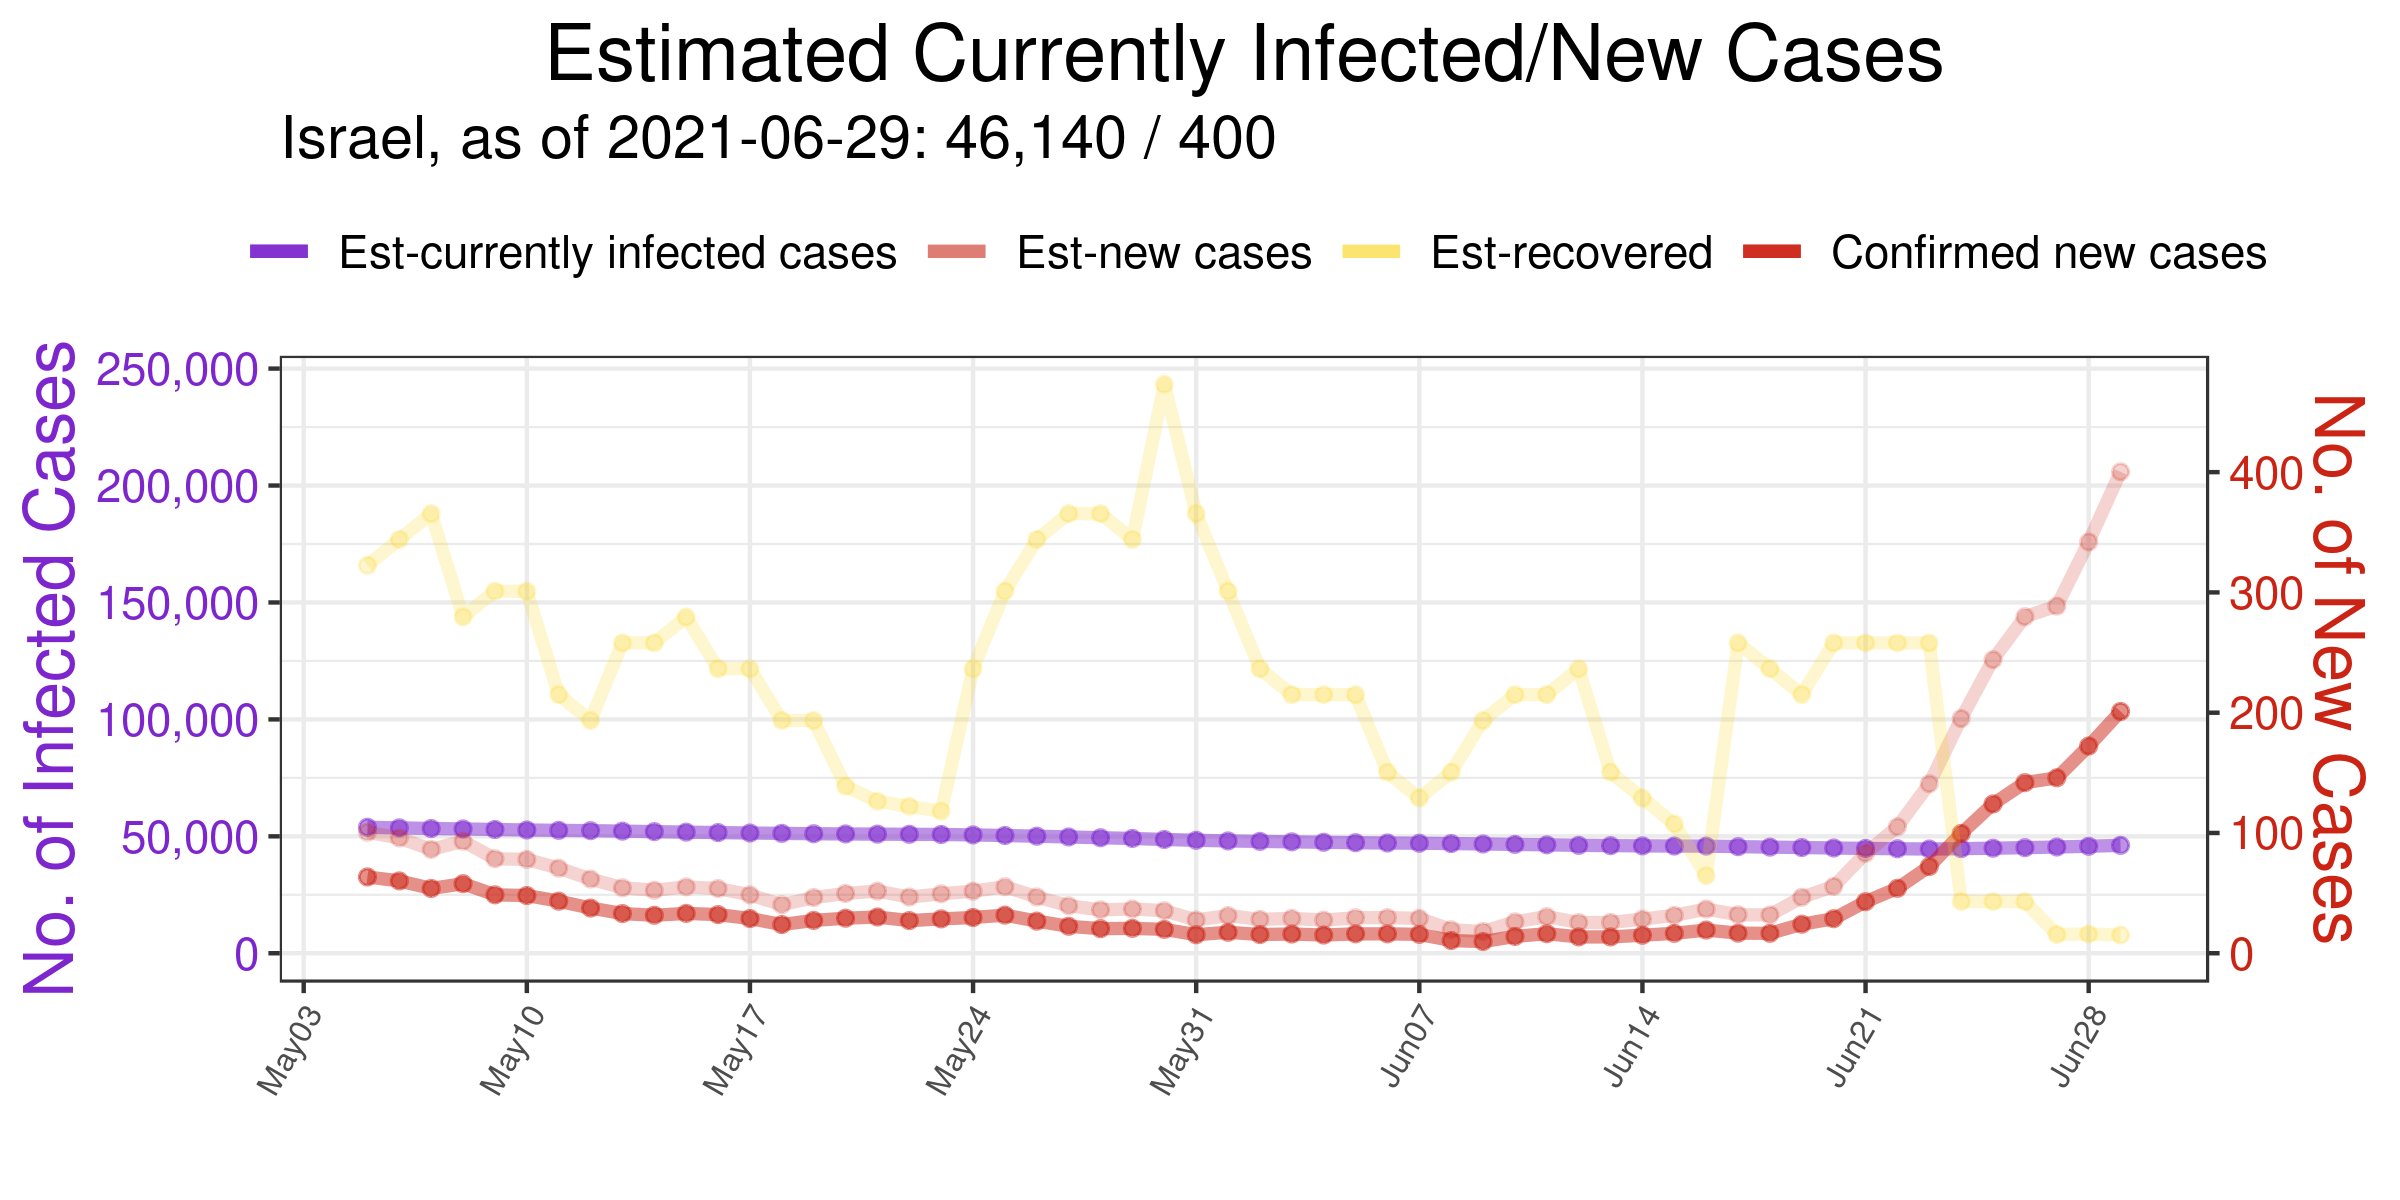 Estimated Currently Infected/New Cases
Israel, as of 2021-06-29: 46,140 / 400
Est-currently infected cases Est-new cases Est-recovered Confirmed new cases
No. of Infected Cases
250,000
200,000
150,000
100,000
50,000
0
400
300
200
100
0
No. of New Cases
May03 May10 May17 May24 May31 Jun07 Jun14 Jun21 Jun28